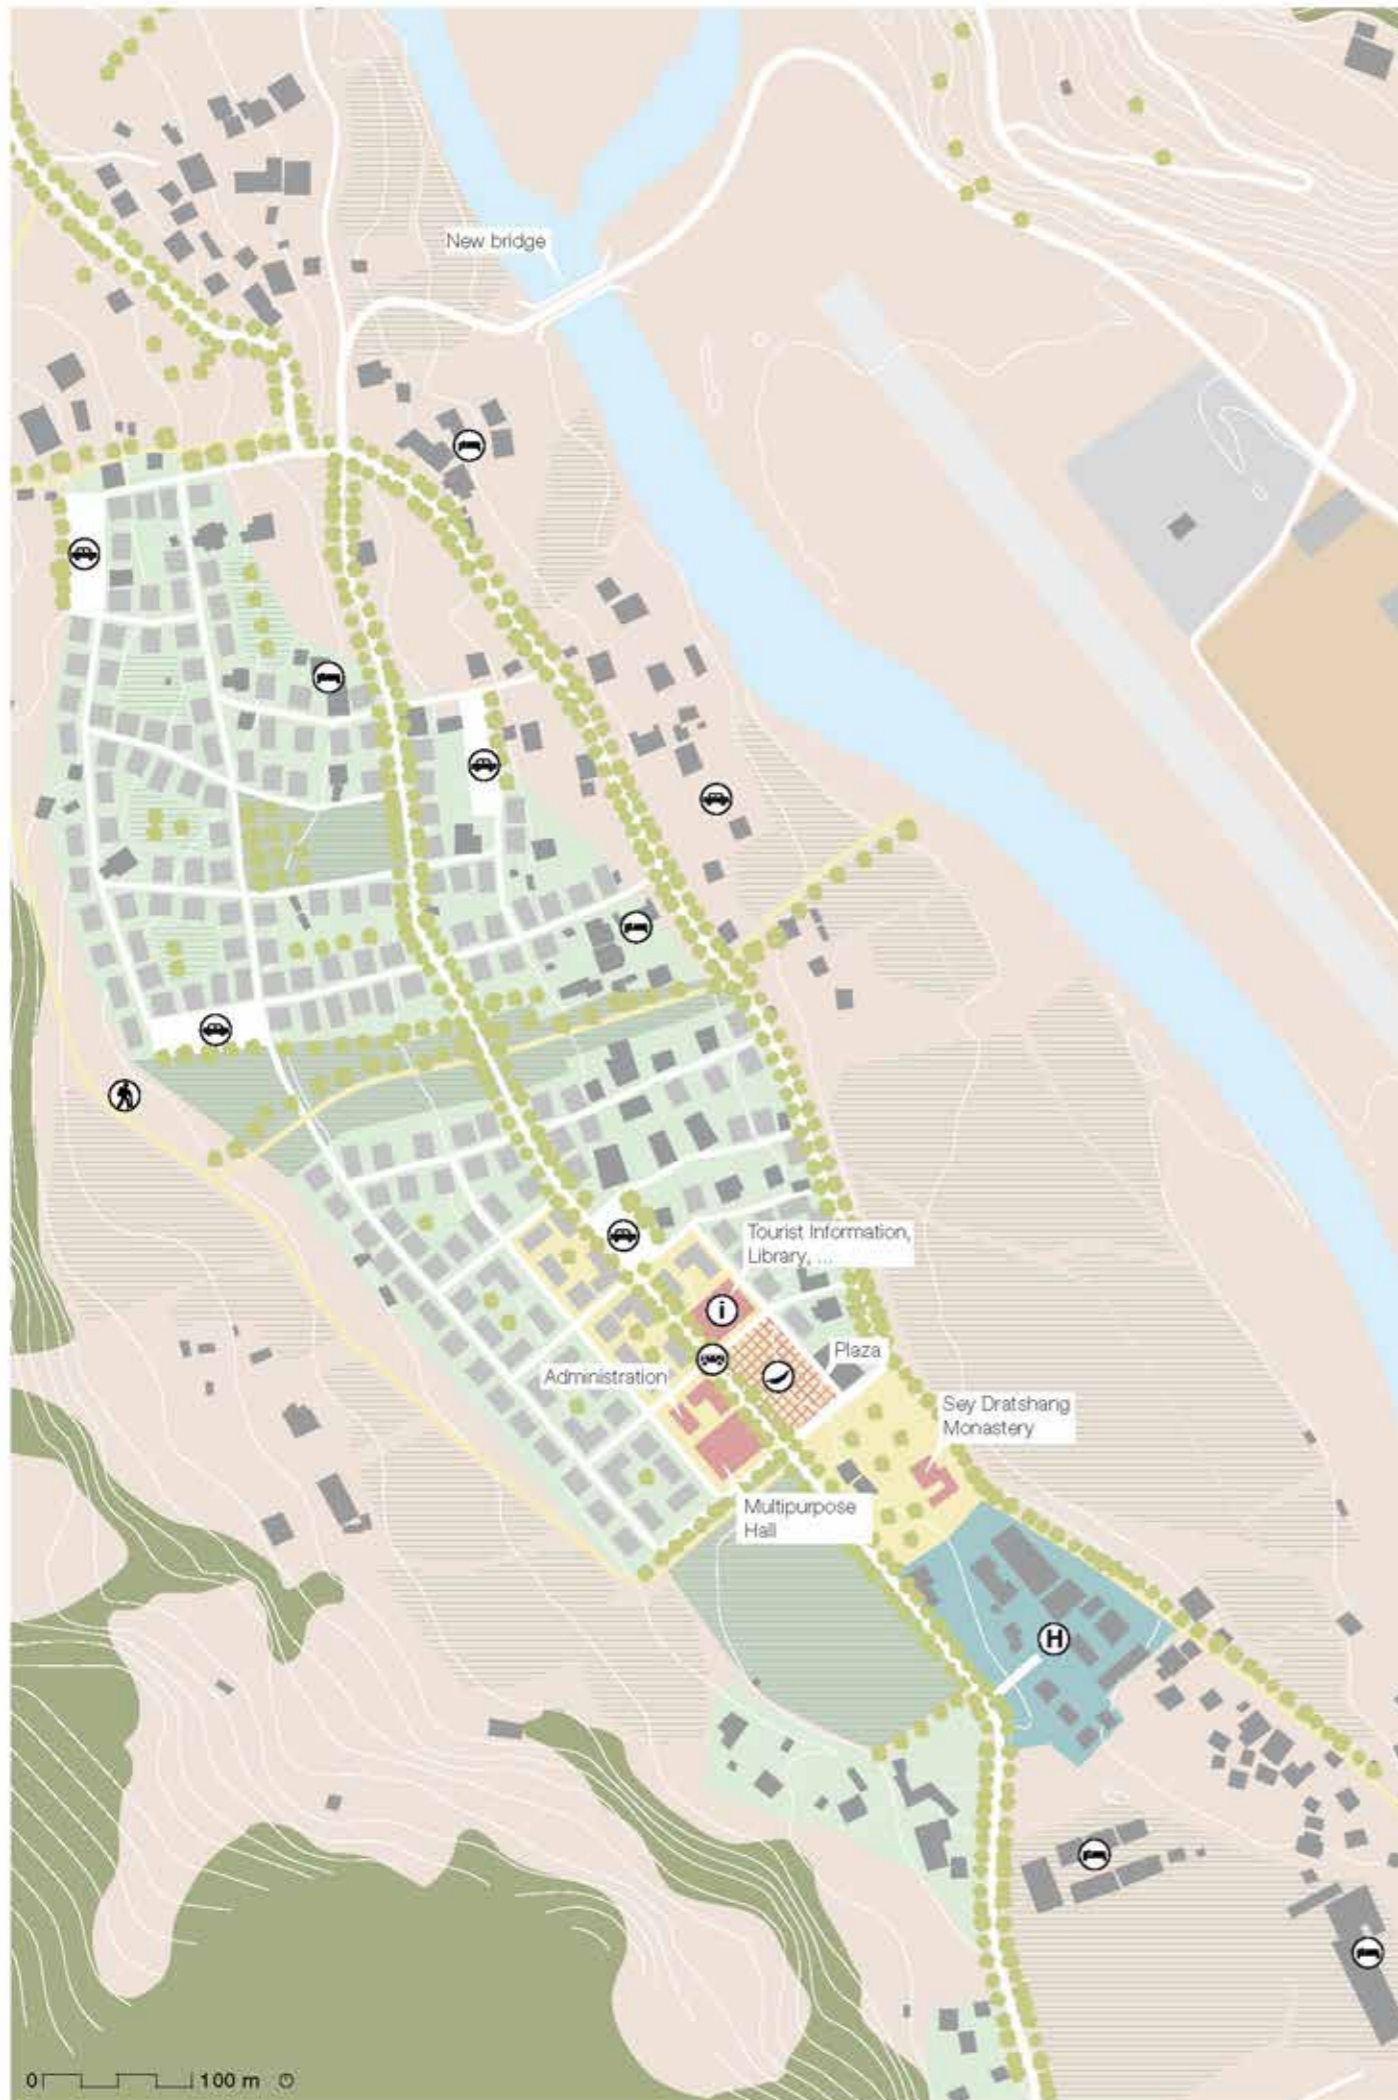 New bridge
Tourist Information,
Library, ...
i
Plaza
Administration
Sey Dratshang
Monastery
Multipurpose
Hall
H
0 100 m